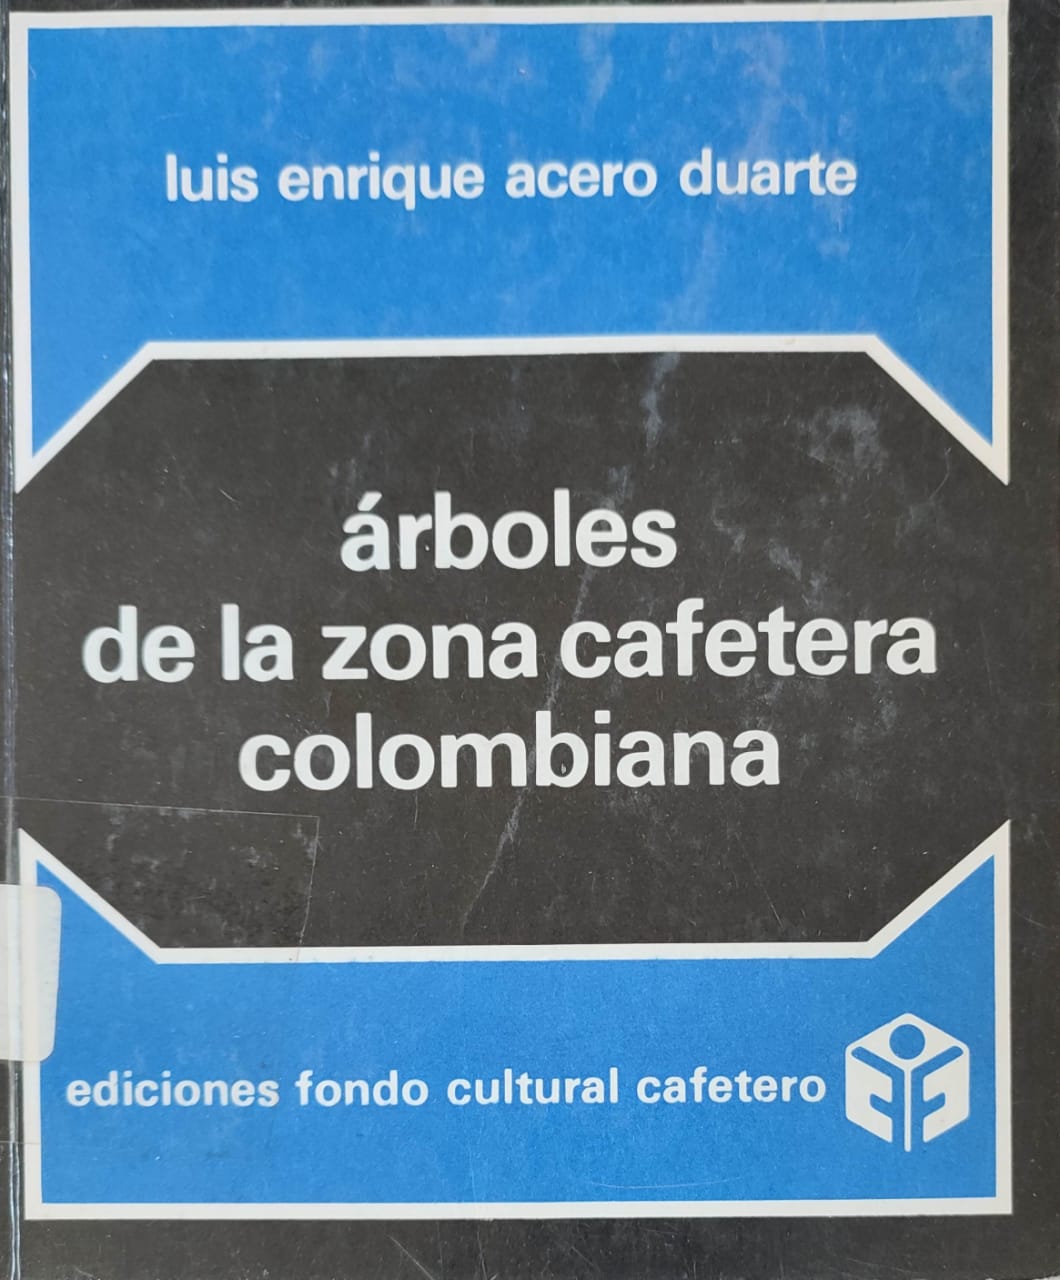 luis enrique acero duarte
árboles
de la zona cafetera
colombiana
ediciones fondo cultural cafetero